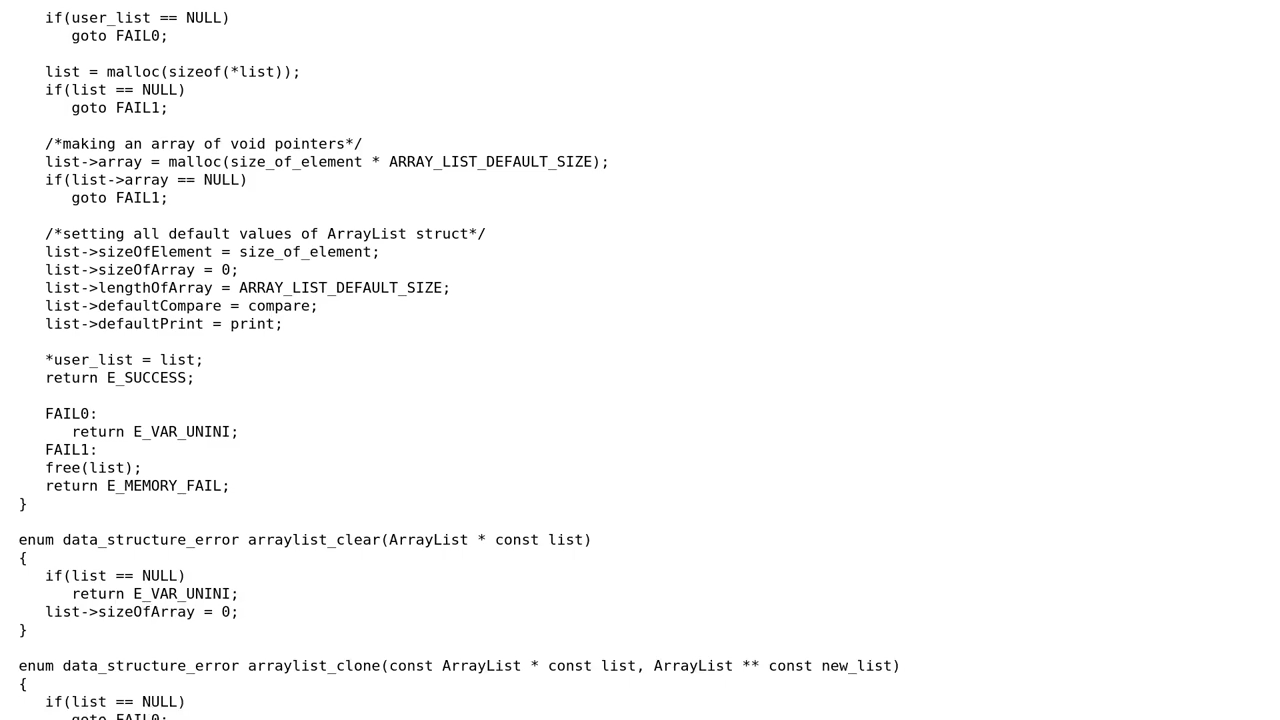 if(user_list == NULL)
goto FAIL0;
list = malloc(sizeof(*list));
if(list == NULL)
goto FAIL1;
/*making an array of void pointers*/
list->array = malloc(size_of_element * ARRAY_LIST_DEFAULT_SIZE);
if(list->array == NULL)
goto FAIL1;
/*setting all default values of ArrayList struct*/
list->sizeOfElement = size_of_element;
list->sizeOfArray = 0;
list->lengthOfArray = ARRAY_LIST_DEFAULT_SIZE;
list->defaultCompare = compare;
list->defaultPrint = print;
*user_list = list;
return E_SUCCESS;
FAIL0:
return E_VAR_UNINI;
FAIL1:
free(list);
return E_MEMORY_FAIL;
}
enum data_structure_error arraylist_clear(ArrayList * const list)
{
if(list == NULL)
return E_VAR_UNINI;
list->sizeOfArray = 0;
}
enum data_structure_error arraylist_clone(const ArrayList * const list, ArrayList ** const new_list)
{
if(list == NULL)
goto FAIL0;